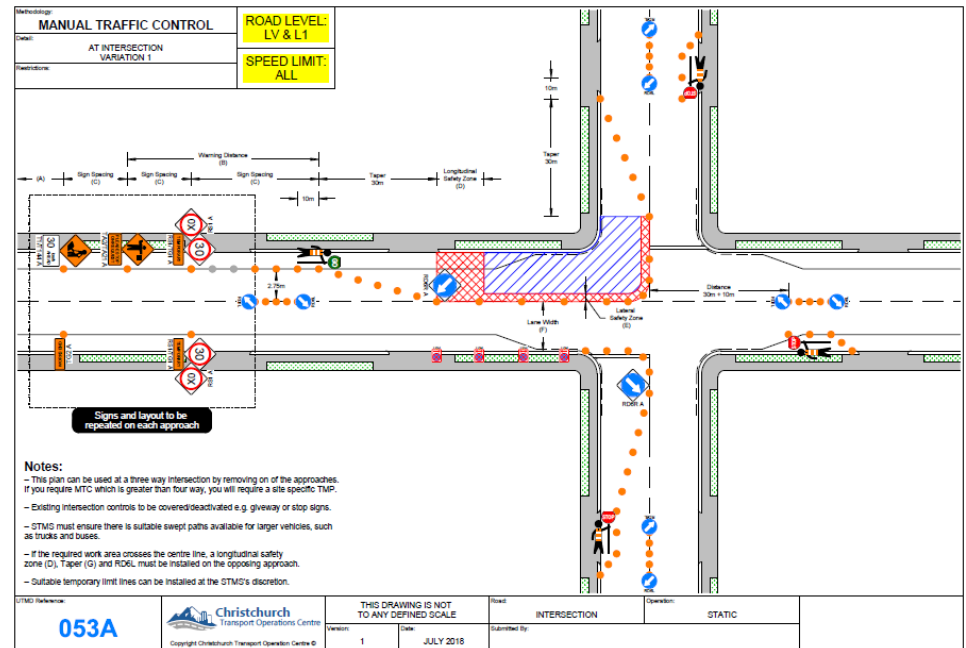 Methodology:
MANUAL TRAFFIC CONTROL
Detail:
AT INTERSECTION
VARIATION 1
Restrictions:
ROAD LEVEL:
LV & L1
SPEED LIMIT:
ALL
10m
Taper
30m
Warning Distance
(B)
(A)
Sign Spacing
(C)
Sign Spacing
(C)
Sign Spacing
(C)
Taper
30m
Longitudinal
Safety Zone
(D)
10m
STOP
30
XO
30
GO
RD6R A
2.75m
Distance
30m + 10m
Lane Width
(F)
Lateral
Safety Zone
(E)
STOP
30
XO
RD6R A
STOP
Signs and layout to be
repeated on each approach
Notes:
– This plan can be used at a three way intersection by removing on of the approaches.
If you require MTC which is greater than four way, you will require a site specific TMP.
– Existing intersection controls to be covered/deactivated e.g. giveway or stop signs.
– STMS must ensure there is suitable swept paths available for larger vehicles, such
as trucks and buses.
– If the required work area crosses the centre line, a longitudinal safety
zone (D), Taper (G) and RD6L must be installed on the opposing approach.
– Suitable temporary limit lines can be installed at the STMS's discretion.
UTMD Reference:
053A
Christchurch
Transport Operations Centre
Copyright Christchurch Transport Operation Centre ©
THIS DRAWING IS NOT
TO ANY DEFINED SCALE
Version:
1
Date:
JULY 2018
Road:
INTERSECTION
Submitted By:
Operation:
STATIC